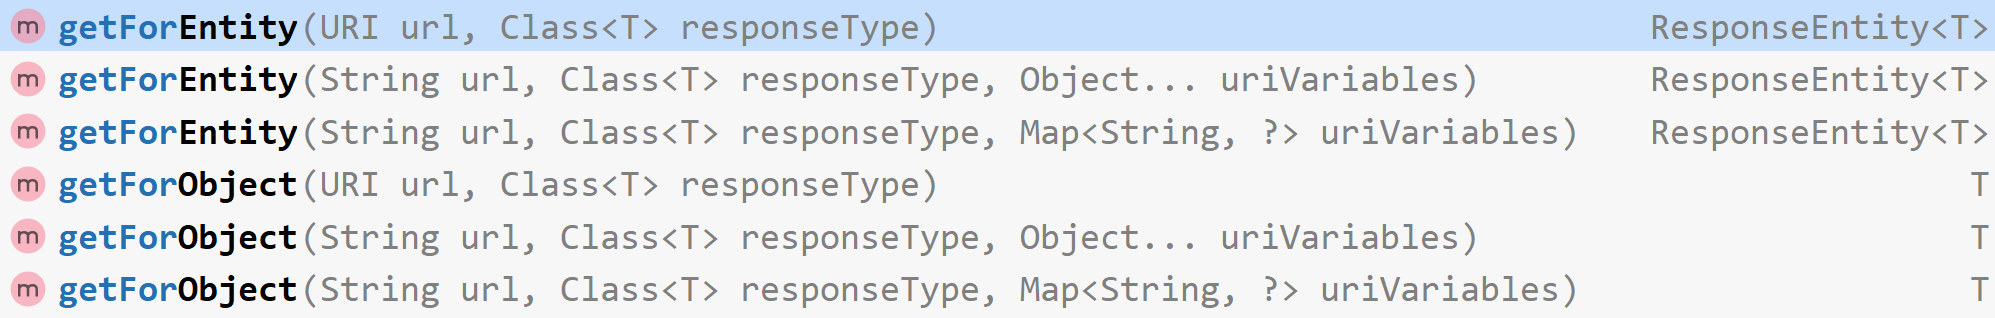 m getForEntity(URI url, Class<T> responseType) ResponseEntity<T>
m getForEntity(String url, Class<T> responseType, Object... uriVariables) ResponseEntity<T>
m getForEntity(String url, Class<T> responseType, Map<String, ?> uriVariables) ResponseEntity<T>
m getForObject(URI url, Class<T> responseType) T
m getForObject(String url, Class<T> responseType, Object... uriVariables) T
m getForObject(String url, Class<T> responseType, Map<String, ?> uriVariables) T